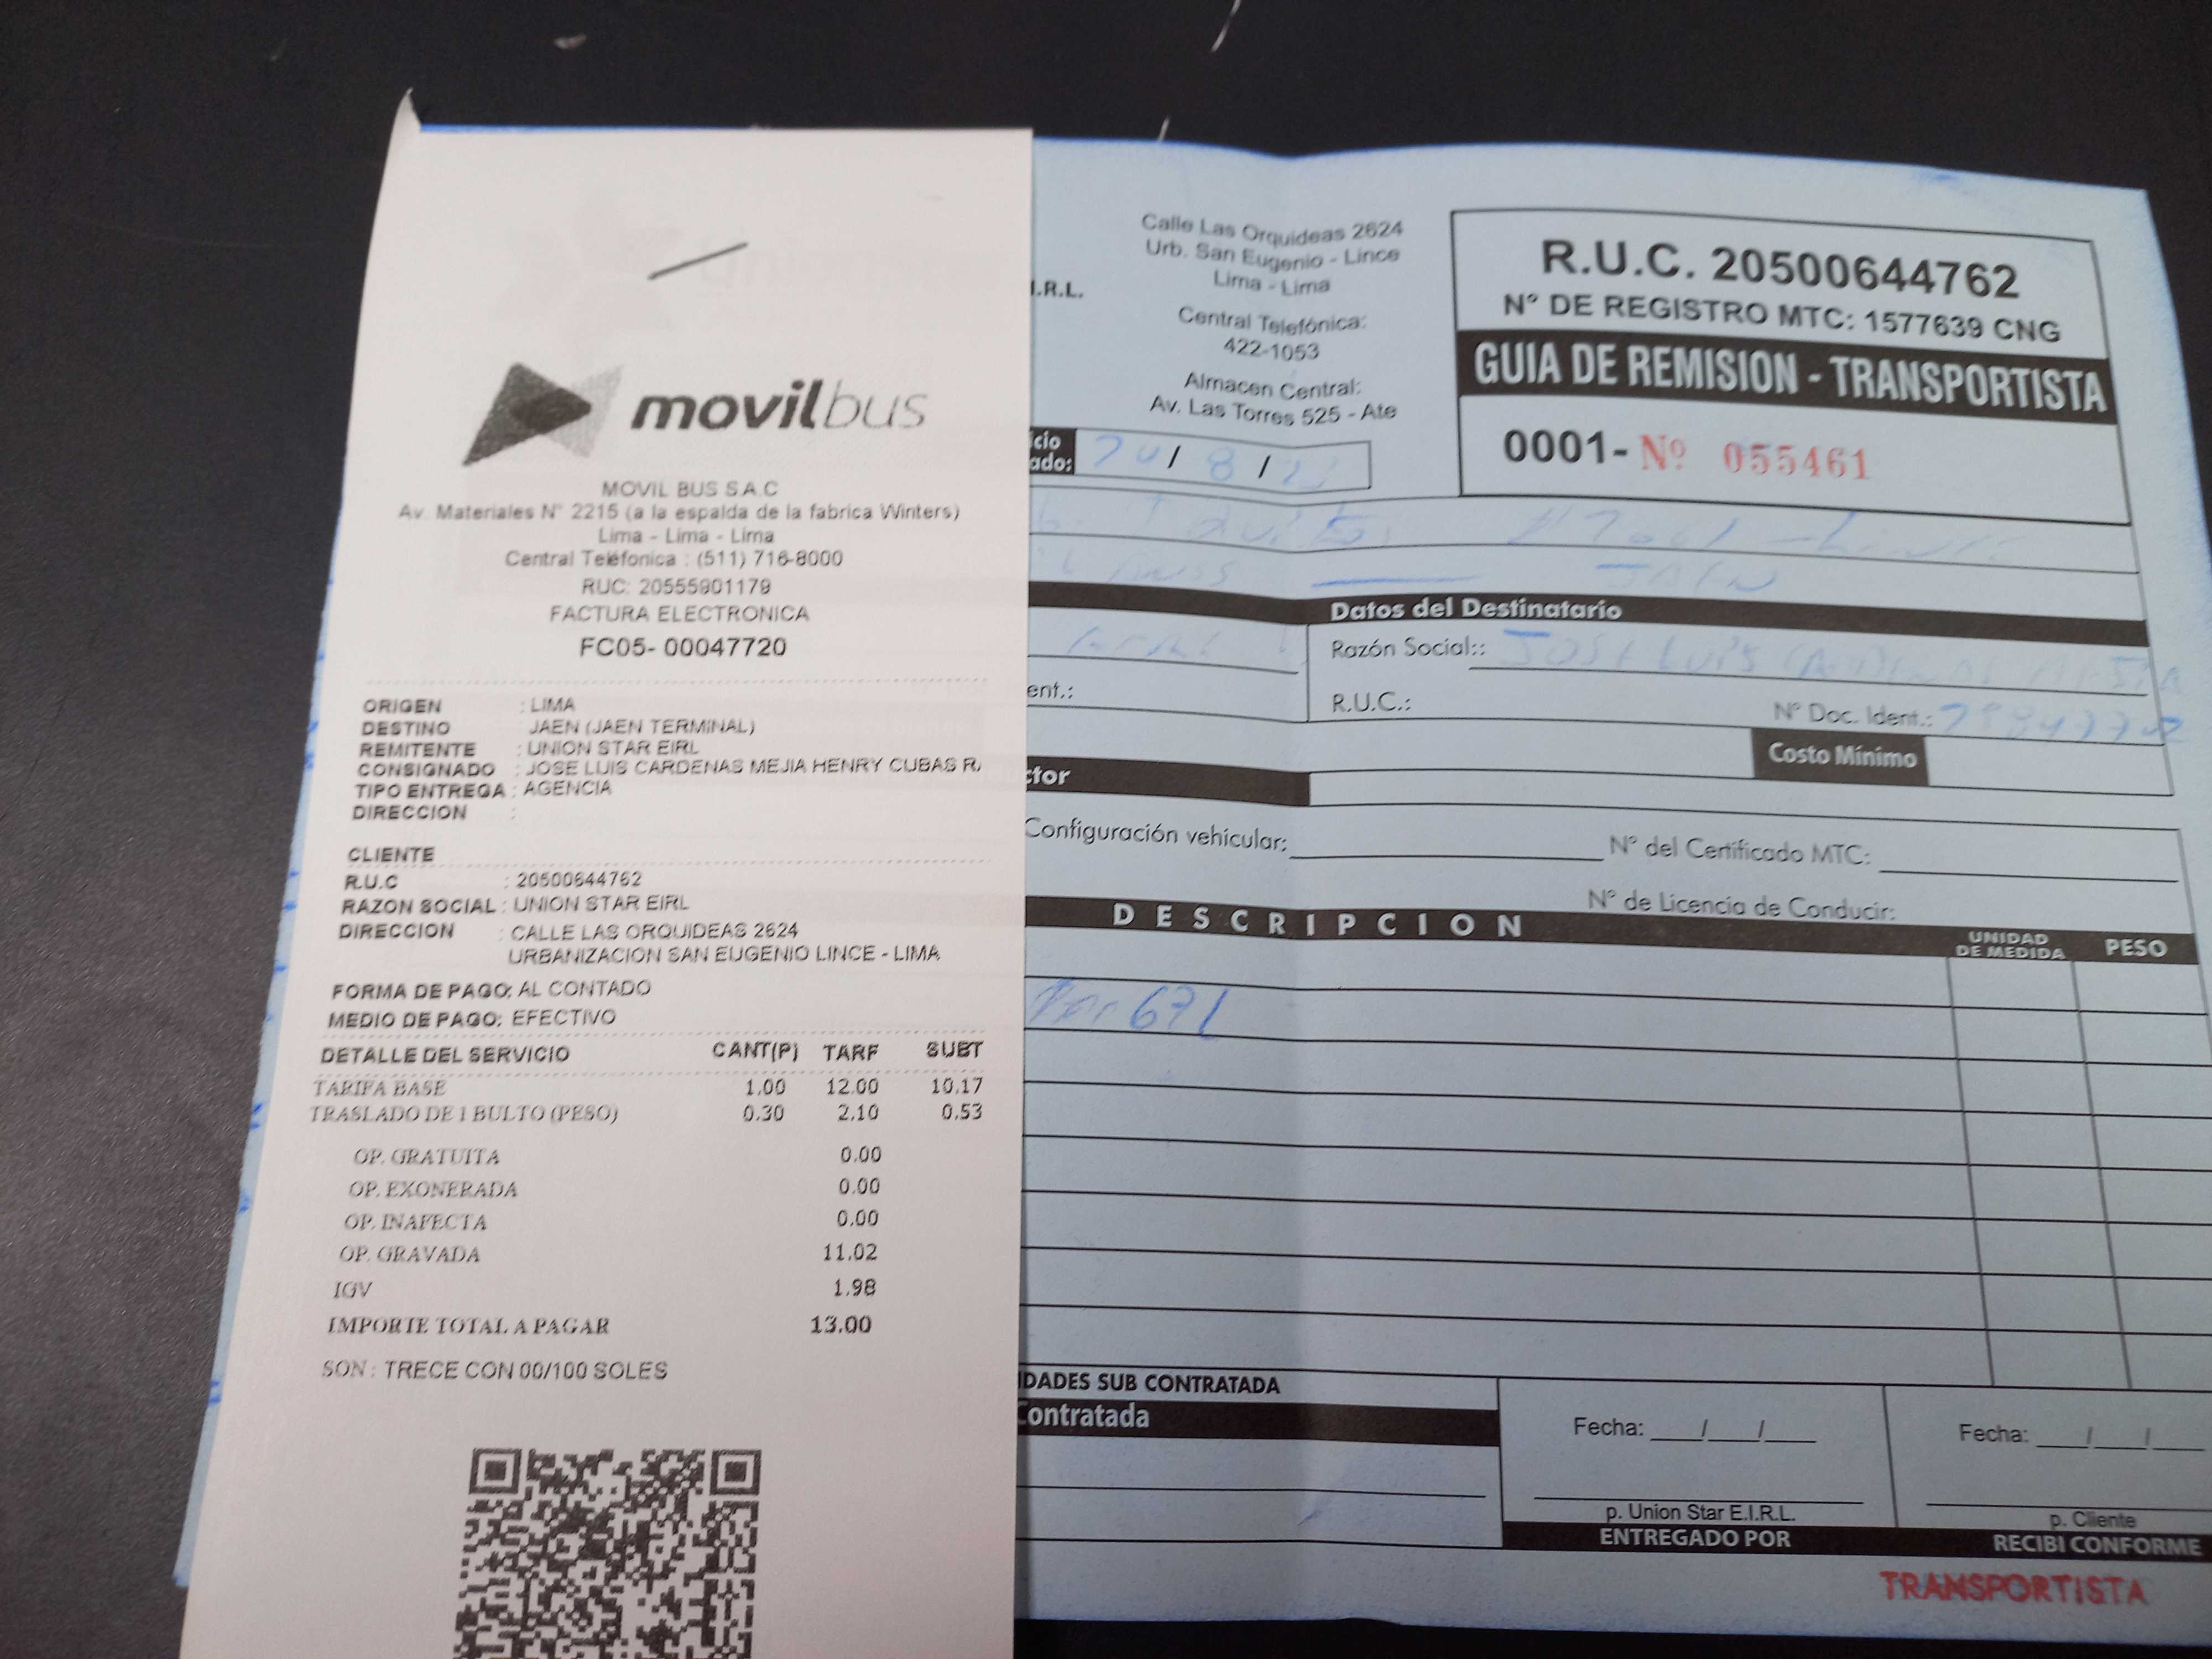 movilbus
MOVIL BUS S.A.C
Av. Materiales N° 2215 (a la espalda de la fabrica Winters)
Lima - Lima - Lima
Central Teléfonica : (511) 716-8000
RUC: 20555901179
FACTURA ELECTRONICA
FC05- 00047720
ORIGEN : LIMA
DESTINO JAEN (JAEN TERMINAL)
REMITENTE : UNION STAR EIRL
CONSIGNADO : JOSE LUIS CARDENAS MEJIA HENRY CUBAS R
TIPO ENTREGA : AGENCIA
DIRECCION :
CLIENTE
R.U.C : 20500644762
RAZON SOCIAL : UNION STAR EIRL
DIRECCION : CALLE LAS ORQUIDEAS 2624
URBANIZACION SAN EUGENIO LINCE - LIMA
FORMA DE PAGO: AL CONTADO
MEDIO DE PAGO: EFECTIVO
DETALLE DEL SERVICIO CANT(P) TARF SUBT
TARIFA BASE 1.00 12.00 10.17
TRASLADO DE 1 BULTO (PESO) 0.30 2.10 0.53
OP. GRATUITA 0.00
OP. EXONERADA 0.00
OP. INAFECTA 0.00
OP. GRAVADA 11.02
IGV 1.98
IMPORTE TOTAL A PAGAR 13.00
SON : TRECE CON 00/100 SOLES
I.R.L.
Calle Las Orquideas 2624
Urb. San Eugenio - Lince
Lima - Lima
Central Telefónica:
422-1053
Almacen Central:
Av. Las Torres 525 - Ate
R.U.C. 20500644762
N° DE REGISTRO MTC: 1577639 CNG
GUIA DE REMISION - TRANSPORTISTA
0001- Nº 055461
cio
ado: / 8 /
JAEN
Datos del Destinatario
Razón Social:: JOSE LUIS
ent.:
R.U.C.: N° Doc. Ident.:
Costo Mínimo
ctor
Configuración vehicular: N° del Certificado MTC:
N° de Licencia de Conducir:
DESCRIPCION UNIDAD DE MEDIDA PESO
671
IDADES SUB CONTRATADA
Contratada
Fecha: / /
p. Union Star E.I.R.L.
ENTREGADO POR
Fecha: / /
p. Cliente
RECIBI CONFORME
TRANSPORTISTA